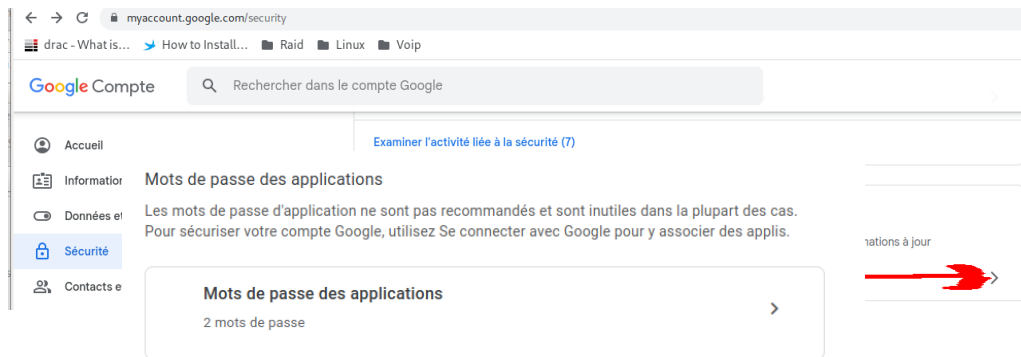 myaccount.google.com/security
drac - What is... How to Install... Raid Linux Voip
Google Compte Rechercher dans le compte Google
Examiner l'activité liée à la sécurité (7)
Accueil
Mots de passe des applications
Les mots de passe d'application ne sont pas recommandés et sont inutiles dans la plupart des cas.
Données et
Pour sécuriser votre compte Google, utilisez Se connecter avec Google pour y associer des applis.
à jour
Sécurité
Contacts e
Mots de passe des applications
2 mots de passe